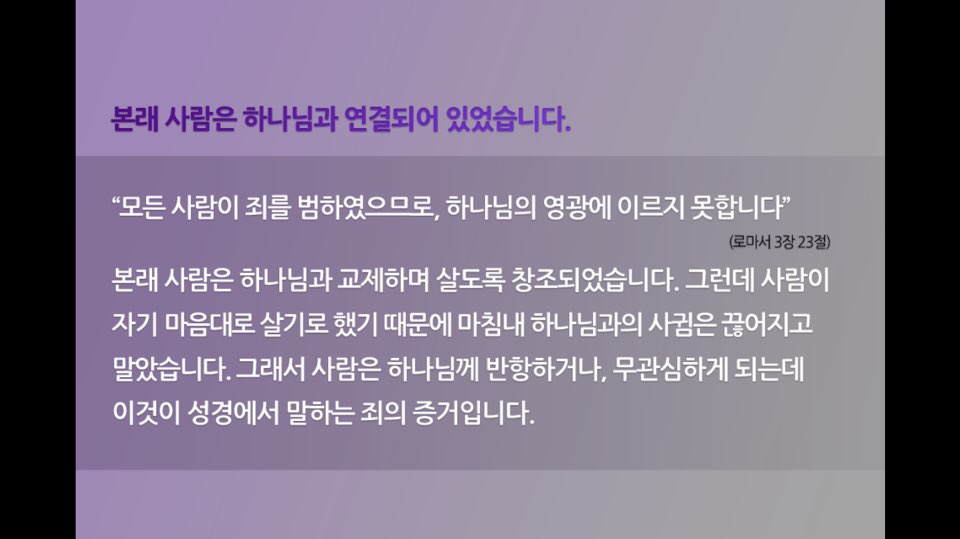 본래 사람은 하나님과 연결되어 있었습니다.
“모든 사람이 죄를 범하였으므로, 하나님의 영광에 이르지 못합니다”
(로마서 3장 23절)
본래 사람은 하나님과 교제하며 살도록 창조되었습니다. 그런데 사람이
자기 마음대로 살기로 했기 때문에 마침내 하나님과의 사귐은 끊어지고
말았습니다. 그래서 사람은 하나님께 반항하거나, 무관심하게 되는데
이것이 성경에서 말하는 죄의 증거입니다.